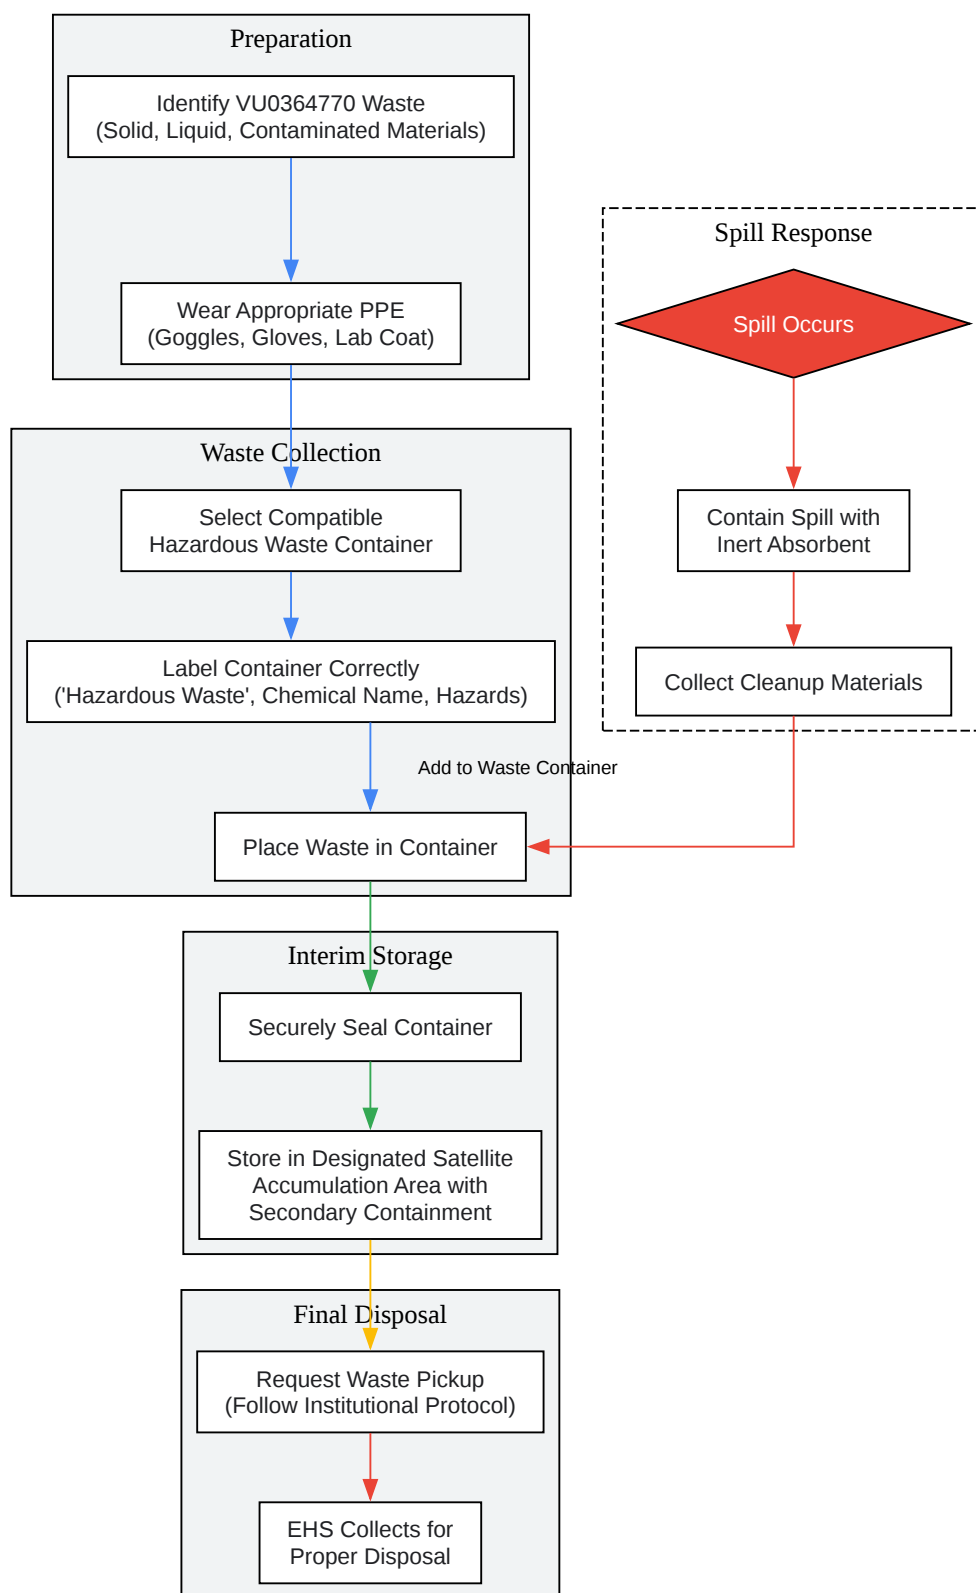 Preparation
Identify VU0364770 Waste
(Solid, Liquid, Contaminated Materials)
Wear Appropriate PPE
(Goggles, Gloves, Lab Coat)
Waste Collection
Select Compatible
Hazardous Waste Container
Label Container Correctly
('Hazardous Waste', Chemical Name, Hazards)
Add to Waste Container
Place Waste in Container
Spill Response
Spill Occurs
Contain Spill with
Inert Absorbent
Collect Cleanup Materials
Interim Storage
Securely Seal Container
Store in Designated Satellite
Accumulation Area with
Secondary Containment
Final Disposal
Request Waste Pickup
(Follow Institutional Protocol)
EHS Collects for
Proper Disposal